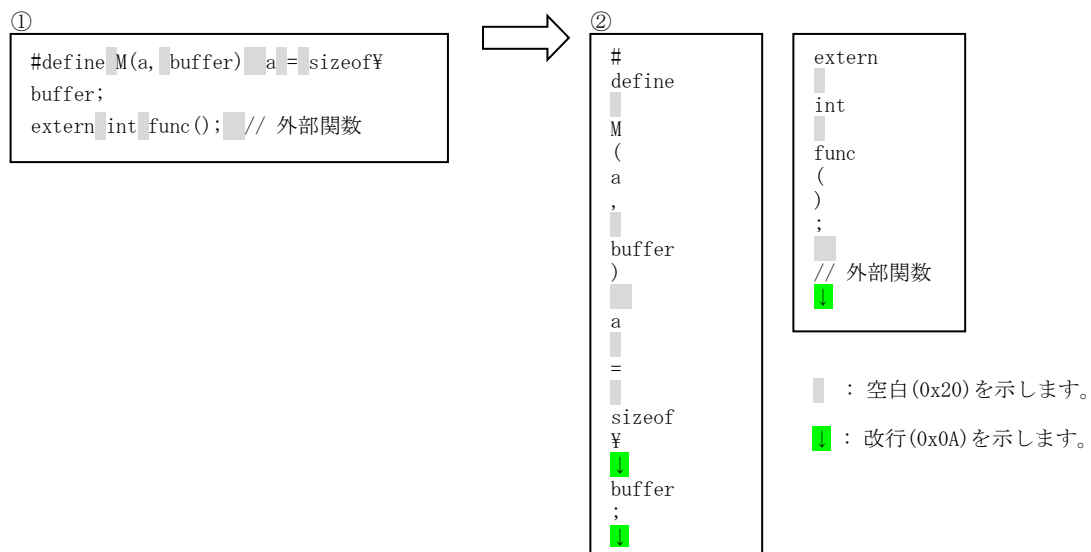 ①
#define M(a, buffer)  a = sizeof¥
buffer;
extern int func();  // 外部関数
②
#
define
M
(
a
,
buffer
)
a
=
sizeof
¥
↓
buffer
;
↓
extern
int
func
(
)
;
// 外部関数
↓
: 空白(0x20)を示します。
↓ : 改行(0x0A)を示します。